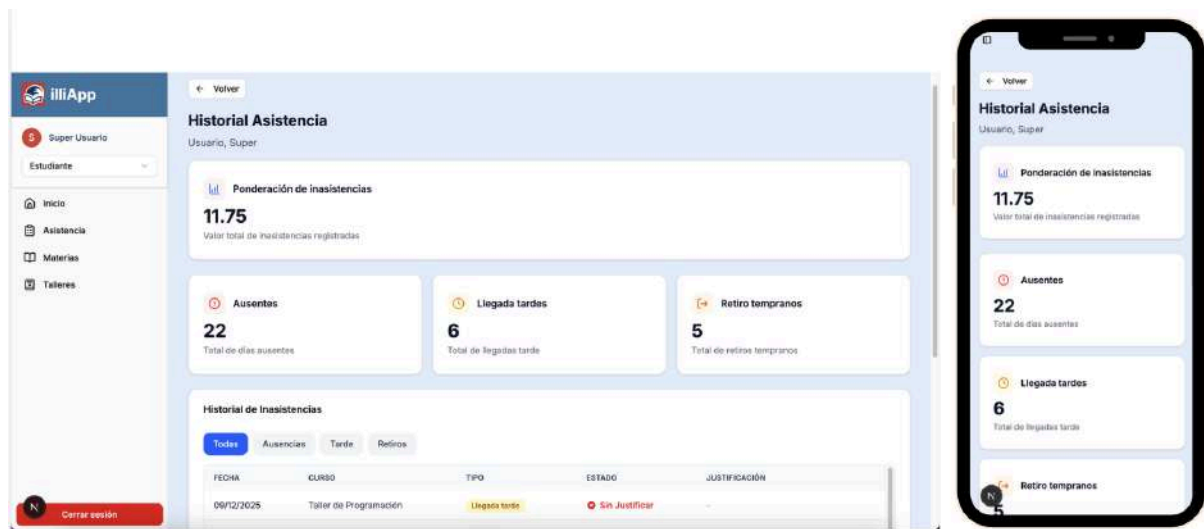 illiApp
S Super Usuario
Estudiante
Inicio
Asistencia
Materias
Talleres
N
Cerrar sesión
← Volver
Historial Asistencia
Usuario, Super
Ponderación de inasistencias
11.75
Valor total de inasistencias registradas
Ausentes
22
Total de días ausentes
Llegada tardes
6
Total de llegadas tarde
Retiro tempranos
5
Total de retiros tempranos
Historial de Inasistencias
Todas Ausencias Tarde Retiros
FECHA CURSO TIPO ESTADO JUSTIFICACIÓN
09/12/2025 Taller de Programación Llegada tarde Sin Justificar -
← Volver
Historial Asistencia
Usuario, Super
Ponderación de inasistencias
11.75
Valor total de inasistencias registradas
Ausentes
22
Total de días ausentes
Llegada tardes
6
Total de llegadas tarde
Retiro tempranos
N
5